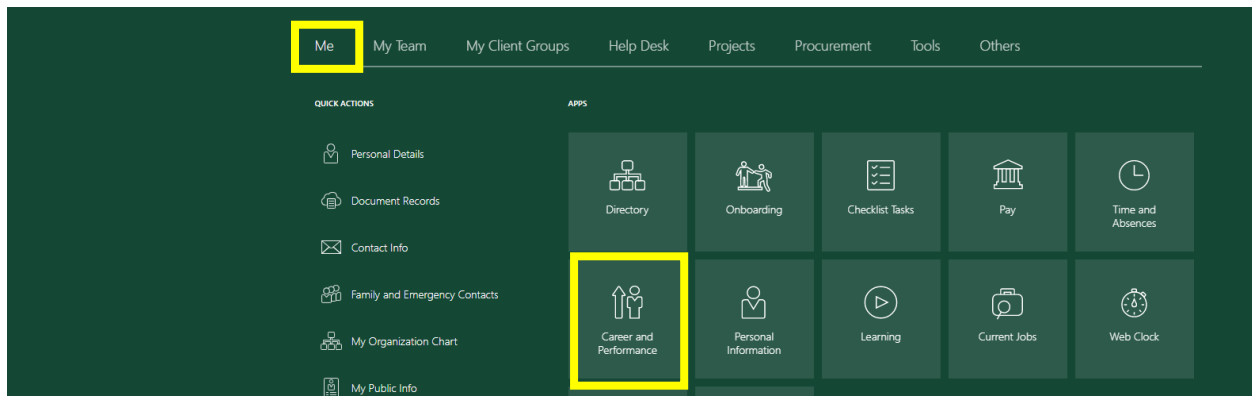 Me My Team My Client Groups Help Desk Projects Procurement Tools Others
QUICK ACTIONS
Personal Details
Document Records
Contact Info
Family and Emergency Contacts
My Organization Chart
My Public Info
APPS
Directory
Onboarding
Checklist Tasks
Pay
Time and
Absences
Career and
Performance
Personal
Information
Learning
Current Jobs
Web Clock